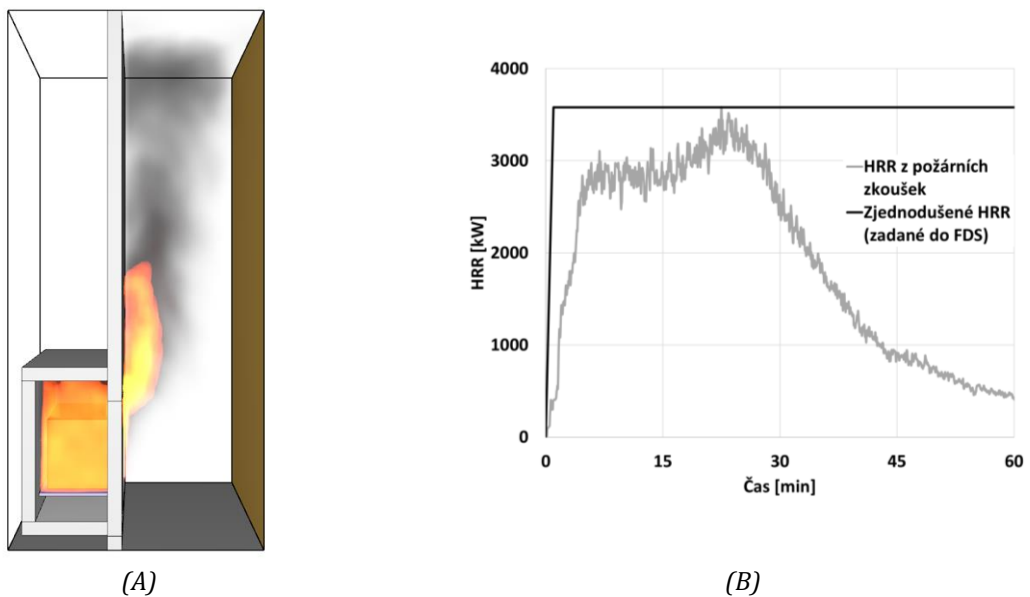 4000
3000
2000
1000
0
HRR [kW]
HRR z požárních
zkoušek
Zjednodušené HRR
(zadané do FDS)
0 15 30 45 60
Čas [min]
(A) (B)